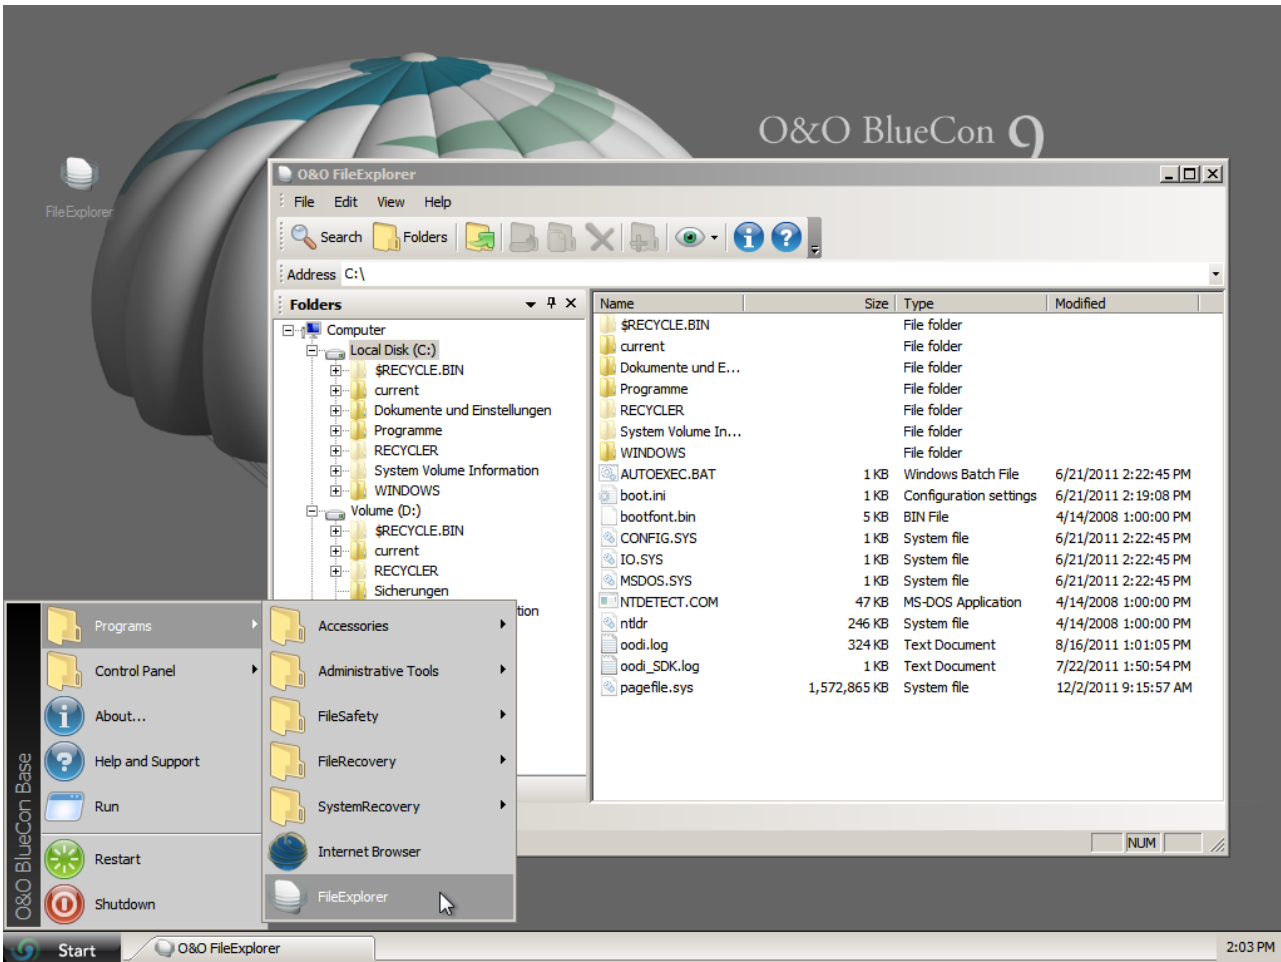 O&O BlueCon 9
FileExplorer
O&O FileExplorer
File Edit View Help
Search Folders
Address C:\
Folders
Computer
Local Disk (C:)
$RECYCLE.BIN
current
Dokumente und Einstellungen
Programme
RECYCLER
System Volume Information
WINDOWS
Volume (D:)
$RECYCLE.BIN
current
RECYCLER
Sicherungen
tion
Name Size Type Modified
$RECYCLE.BIN File folder
current File folder
Dokumente und E... File folder
Programme File folder
RECYCLER File folder
System Volume In... File folder
WINDOWS File folder
AUTOEXEC.BAT 1 KB Windows Batch File 6/21/2011 2:22:45 PM
boot.ini 1 KB Configuration settings 6/21/2011 2:19:08 PM
bootfont.bin 5 KB BIN File 4/14/2008 1:00:00 PM
CONFIG.SYS 1 KB System file 6/21/2011 2:22:45 PM
IO.SYS 1 KB System file 6/21/2011 2:22:45 PM
MSDOS.SYS 1 KB System file 6/21/2011 2:22:45 PM
NTDETECT.COM 47 KB MS-DOS Application 4/14/2008 1:00:00 PM
ntldr 246 KB System file 4/14/2008 1:00:00 PM
oodi.log 324 KB Text Document 8/16/2011 1:01:05 PM
oodi_SDK.log 1 KB Text Document 7/22/2011 1:50:54 PM
pagefile.sys 1,572,865 KB System file 12/2/2011 9:15:57 AM
NUM
O&O BlueCon Base
Programs
Control Panel
About...
Help and Support
Run
Restart
Shutdown
Accessories
Administrative Tools
FileSafety
FileRecovery
SystemRecovery
Internet Browser
FileExplorer
Start O&O FileExplorer 2:03 PM